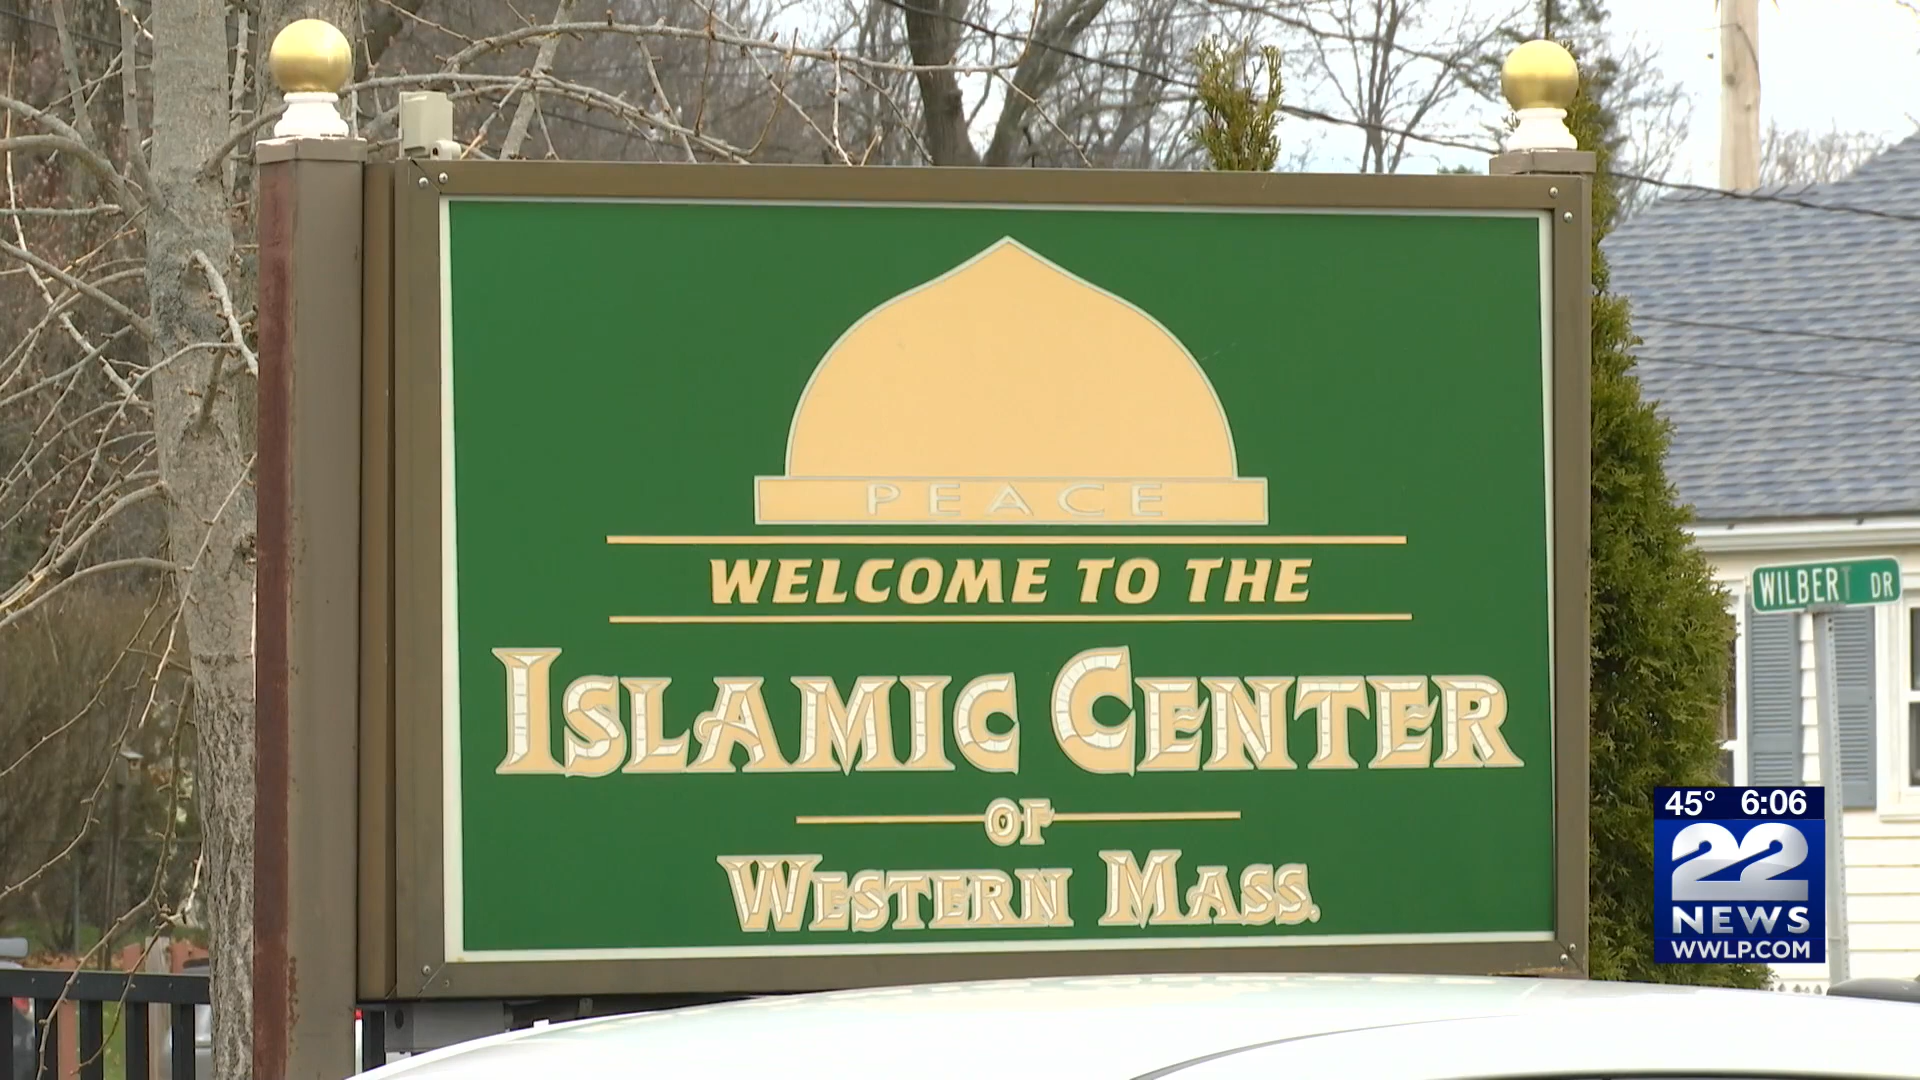 PEACE
WELCOME TO THE
ISLAMIC CENTER
OF
WESTERN MASS.
WILBERT DR
45° 6:06
22
NEWS
WWLP.COM